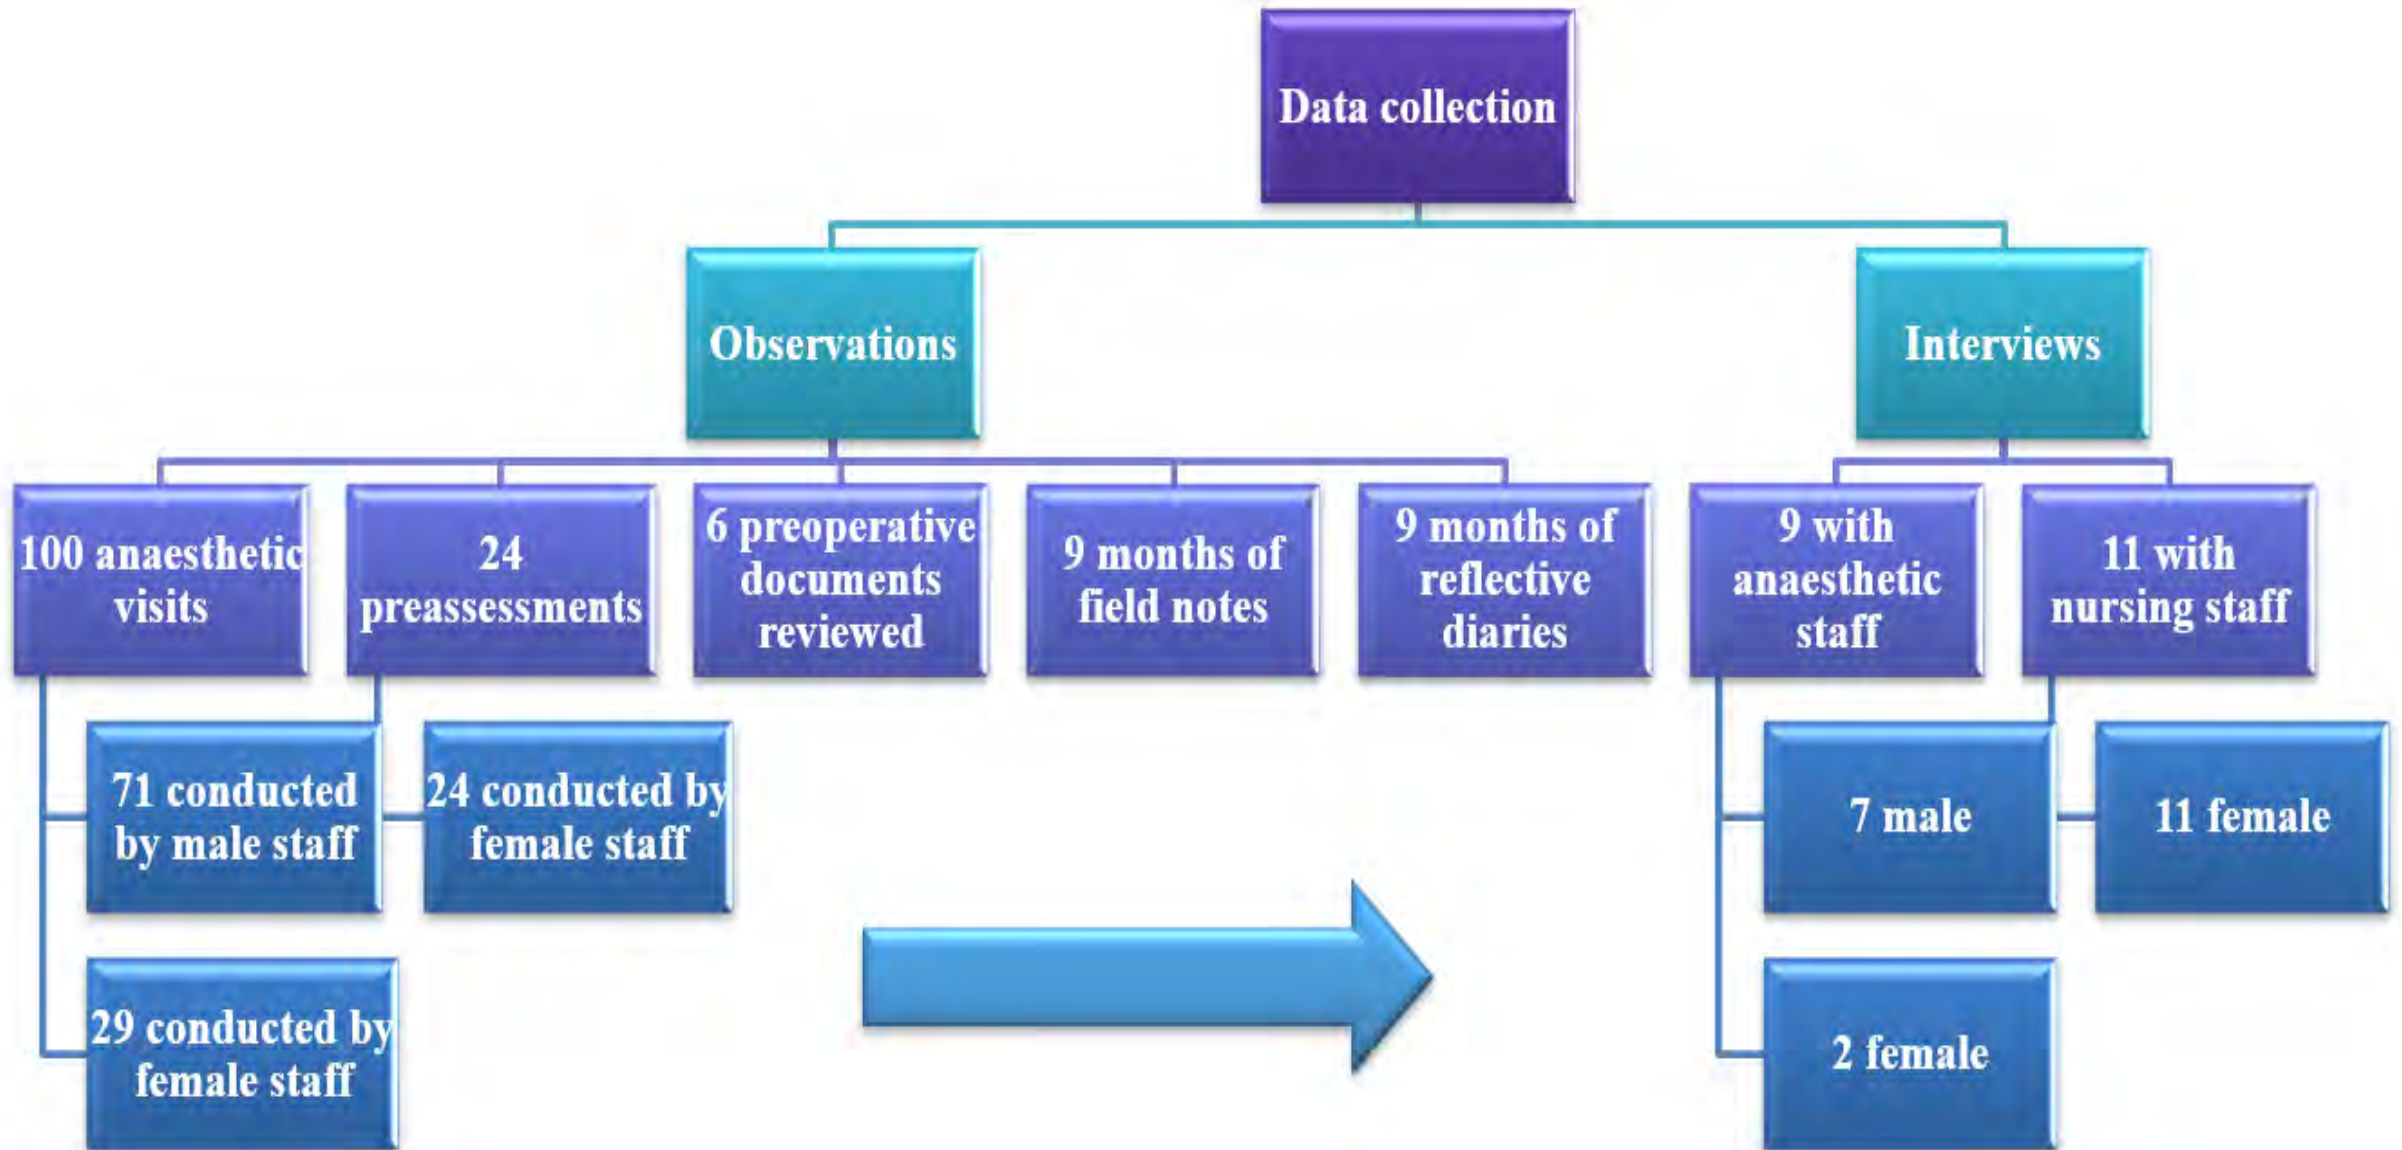 Data collection
Observations
Interviews
100 anaesthetic
visits
24
preassessments
6 preoperative
documents
reviewed
9 months of
field notes
9 months of
reflective
diaries
9 with
anaesthetic
staff
11 with
nursing staff
71 conducted
by male staff
24 conducted by
female staff
7 male
11 female
29 conducted by
female staff
2 female